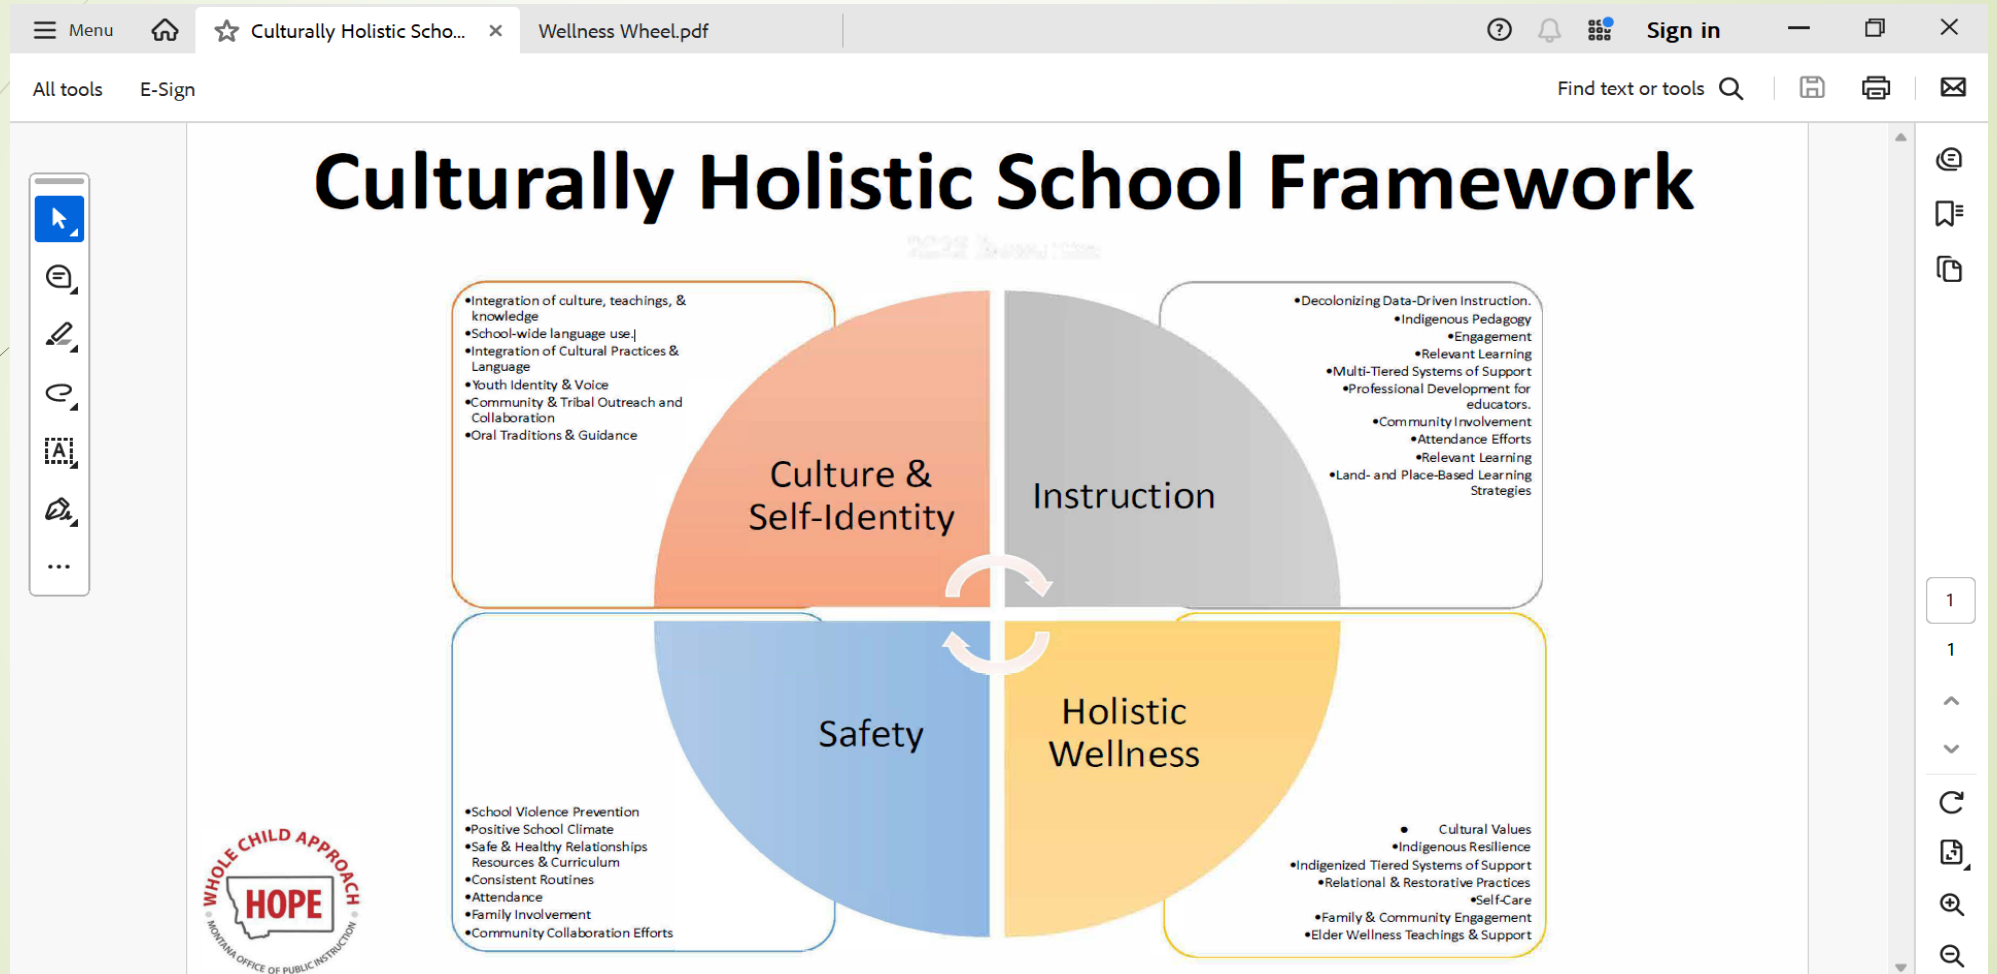 Menu
Culturally Holistic Scho...
Wellness Wheel.pdf
Sign in
All tools
E-Sign
Find text or tools
Culturally Holistic School Framework
•Integration of culture, teachings, &
knowledge
•School-wide language use.
•Integration of Cultural Practices &
Language
•Youth Identity & Voice
•Community & Tribal Outreach and
Collaboration
•Oral Traditions & Guidance
Culture &
Self-Identity
•Decolonizing Data-Driven Instruction.
•Indigenous Pedagogy
•Engagement
•Relevant Learning
•Multi-Tiered Systems of Support
•Professional Development for
educators.
•Community Involvement
•Attendance Efforts
•Relevant Learning
•Land- and Place-Based Learning
Strategies
Instruction
Safety
•School Violence Prevention
•Positive School Climate
•Safe & Healthy Relationships
Resources & Curriculum
•Consistent Routines
•Attendance
•Family Involvement
•Community Collaboration Efforts
Holistic
Wellness
• Cultural Values
•Indigenous Resilience
•Indigenized Tiered Systems of Support
•Relational & Restorative Practices
•Self-Care
•Family & Community Engagement
•Elder Wellness Teachings & Support
WHOLE CHILD APPROACH
HOPE
MONTANA OFFICE OF PUBLIC INSTRUCTION
1
1